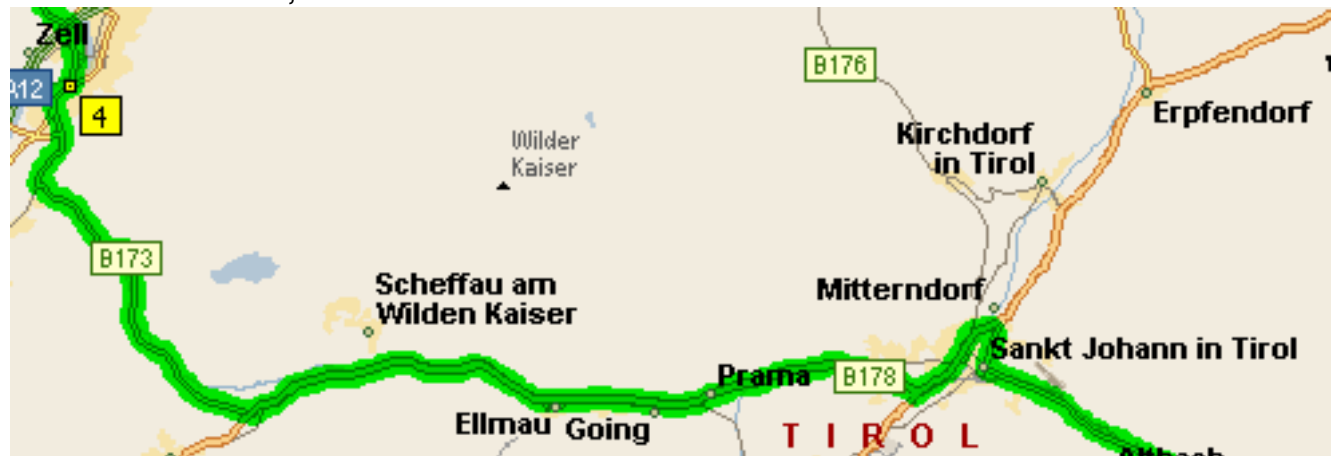 Zell
A12
4
B176
Erpfendorf
Wilder
Kaiser
Kirchdorf
in Tirol
B173
Scheffau am
Wilden Kaiser
Mitterndorf
Sankt Johann in Tirol
Prama
B178
Ellmau
Going
TIROL